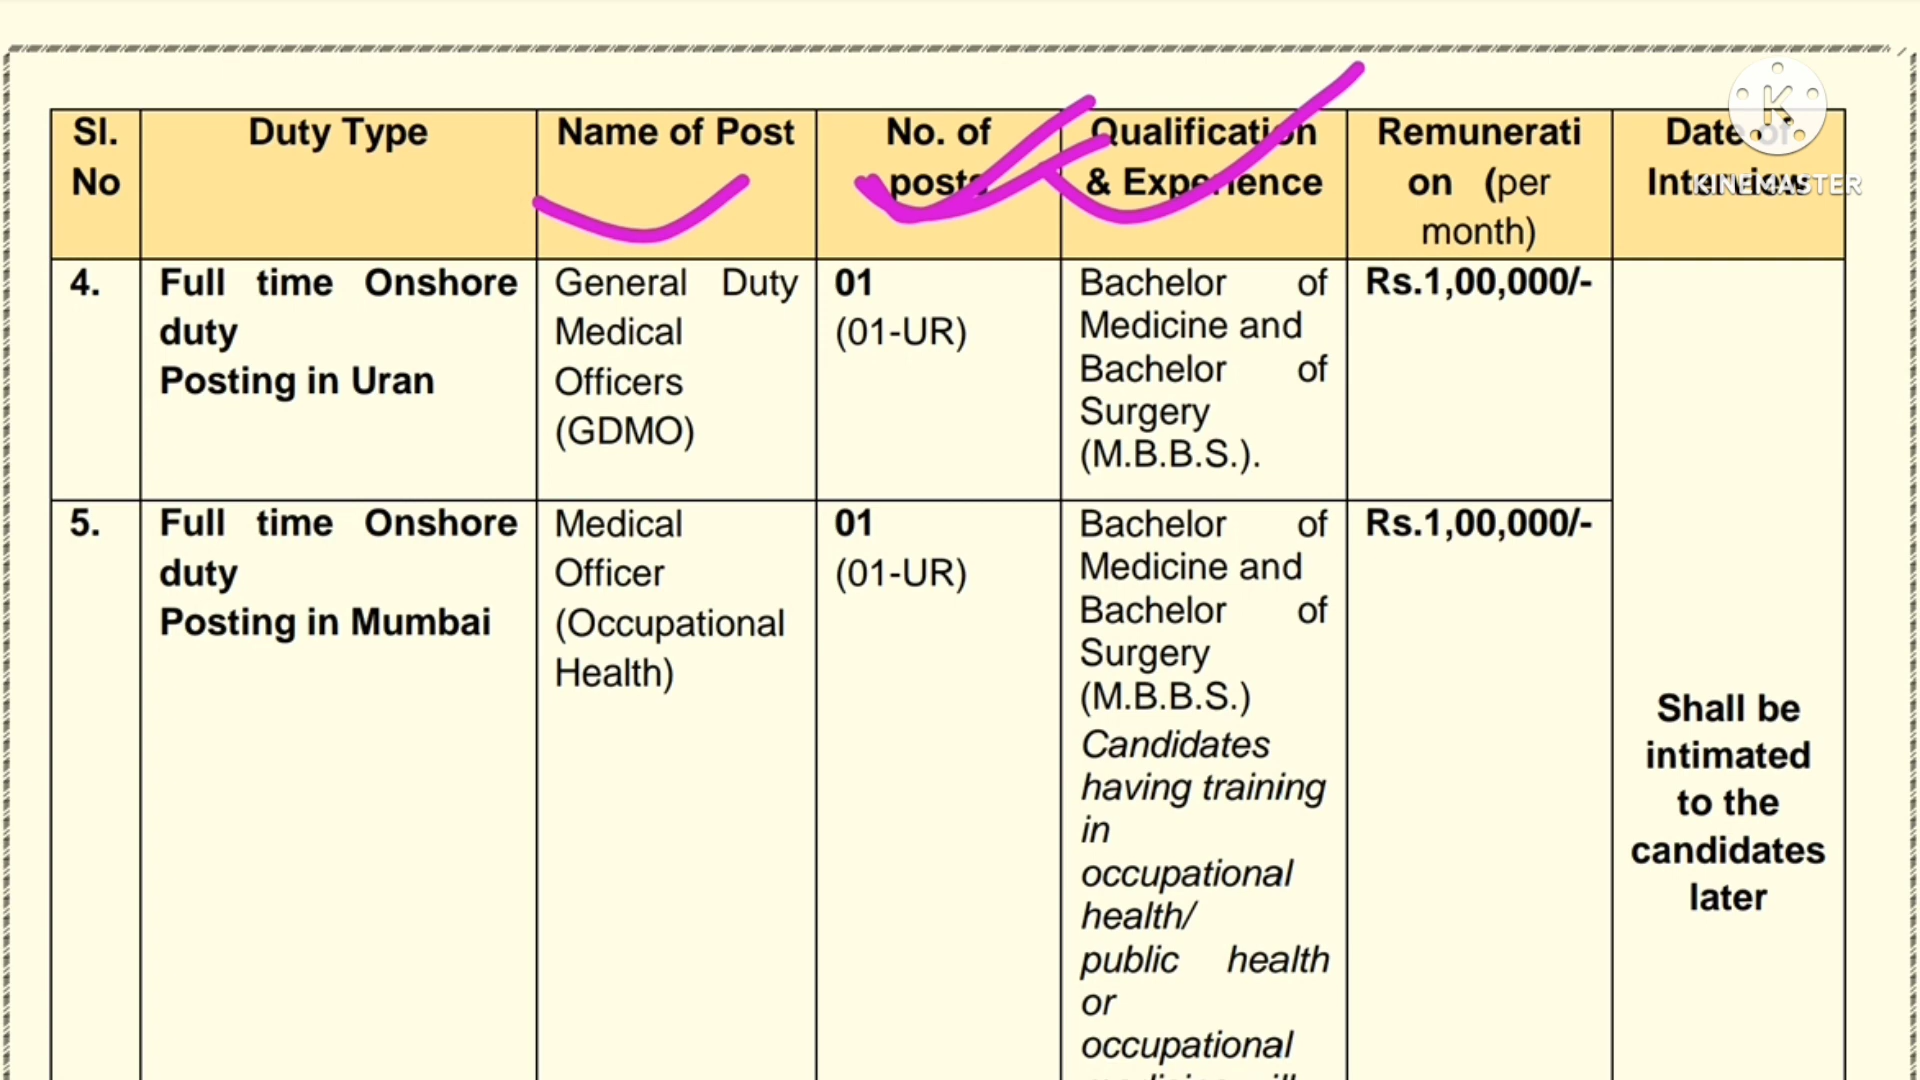 Sl.
No
Duty Type
Name of Post
No. of
posts
Qualification
& Experience
Remunerati
on (per
month)
Date of
Interview
K
KINEMASTER
4.
Full time Onshore
duty
Posting in Uran
General Duty
Medical
Officers
(GDMO)
01
(01-UR)
Bachelor of
Medicine and
Bachelor of
Surgery
(M.B.B.S.).
Rs.1,00,000/-
5.
Full time Onshore
duty
Posting in Mumbai
Medical
Officer
(Occupational
Health)
01
(01-UR)
Bachelor of
Medicine and
Bachelor of
Surgery
(M.B.B.S.)
Candidates
having training
in
occupational
health/
public health
or
occupational
Rs.1,00,000/-
Shall be
intimated
to the
candidates
later